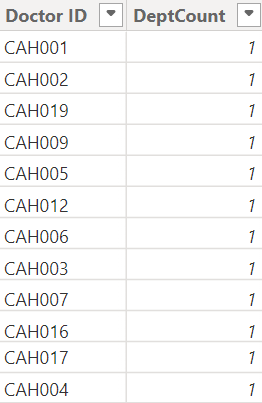 Doctor ID DeptCount
CAH001 1
CAH002 1
CAH019 1
CAH009 1
CAH005 1
CAH012 1
CAH006 1
CAH003 1
CAH007 1
CAH016 1
CAH017 1
CAH004 1